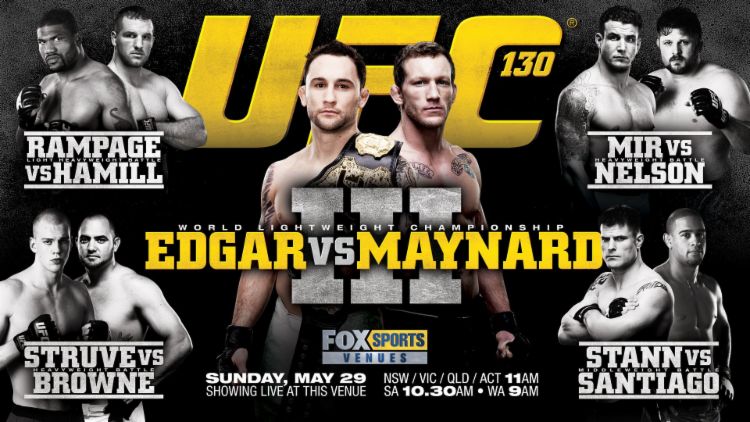 UFC®
130
RAMPAGE
LIGHT HEAVYWEIGHT BATTLE
VS HAMILL
MIR VS
HEAVYWEIGHT BATTLE
NELSON
III
WORLD LIGHTWEIGHT CHAMPIONSHIP
EDGAR VS MAYNARD
STRUVE VS
HEAVYWEIGHT BATTLE
BROWNE
STANN VS
MIDDLEWEIGHT BATTLE
SANTIAGO
FOX SPORTS
VENUES
SUNDAY, MAY 29
SHOWING LIVE AT THIS VENUE
NSW / VIC / QLD / ACT 11AM
SA 10.30AM • WA 9AM